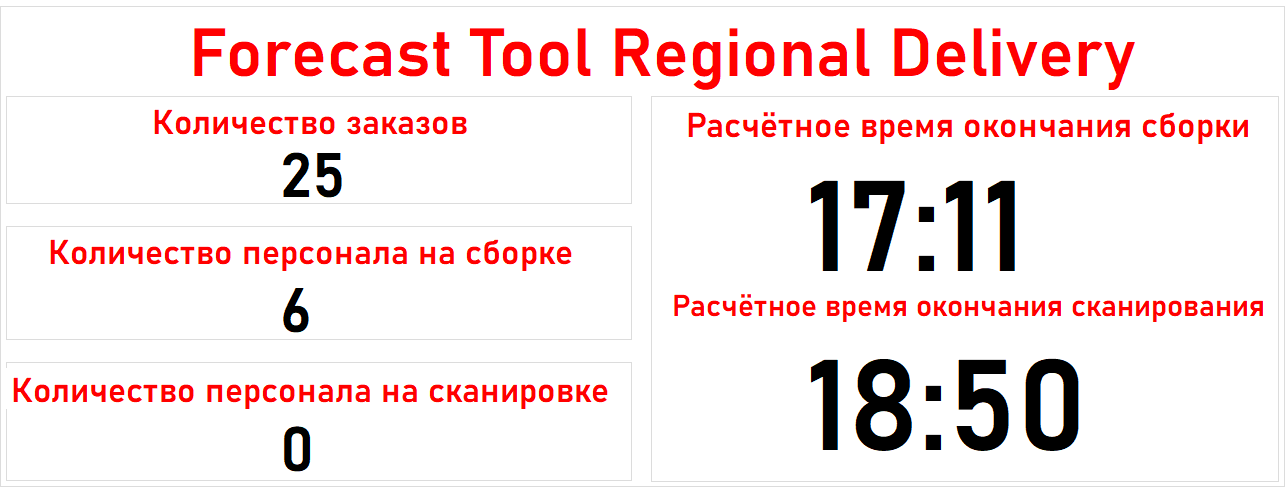 Forecast Tool Regional Delivery
Количество заказов
25
Количество персонала на сборке
6
Количество персонала на сканировке
0
Расчётное время окончания сборки
17:11
Расчётное время окончания сканирования
18:50